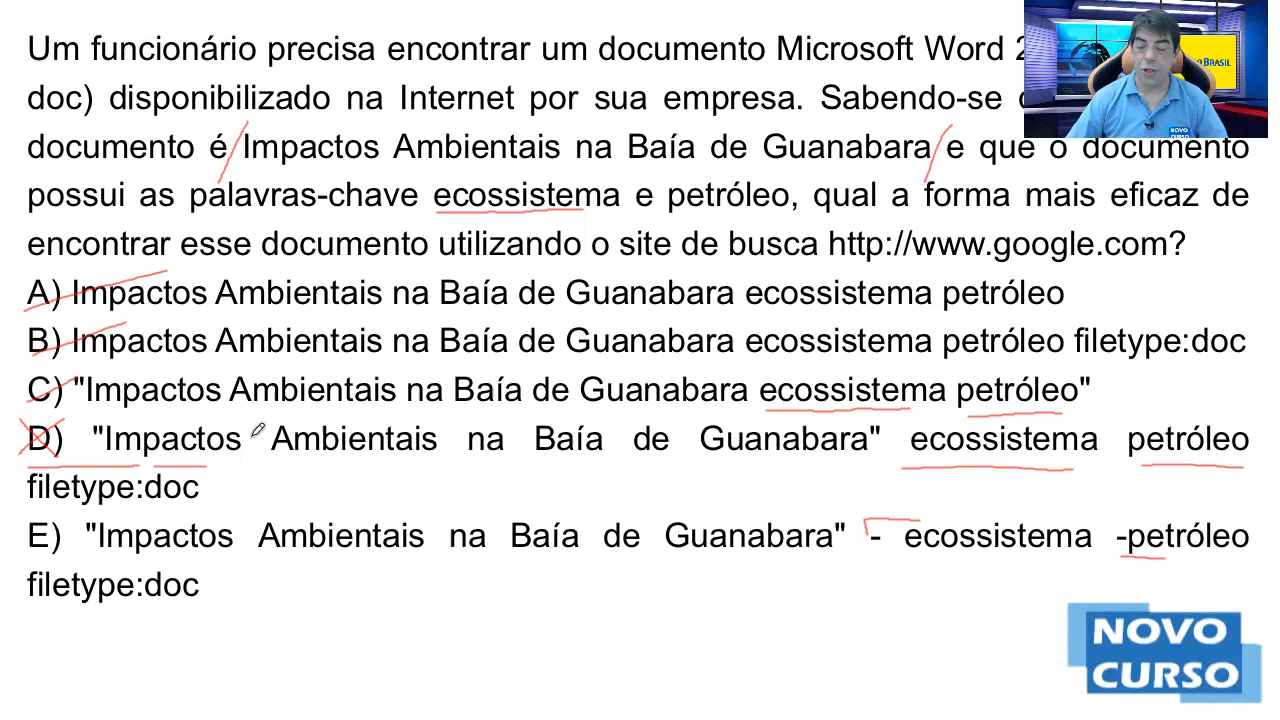 Um funcionário precisa encontrar um documento Microsoft Word
doc) disponibilizado na Internet por sua empresa. Sabendo-se
documento é Impactos Ambientais na Baía de Guanabara e que o documento
possui as palavras-chave ecossistema e petróleo, qual a forma mais eficaz de
encontrar esse documento utilizando o site de busca http://www.google.com?
A) Impactos Ambientais na Baía de Guanabara ecossistema petróleo
B) Impactos Ambientais na Baía de Guanabara ecossistema petróleo filetype:doc
C) "Impactos Ambientais na Baía de Guanabara ecossistema petróleo"
D) "Impactos Ambientais na Baía de Guanabara" ecossistema petróleo
filetype:doc
E) "Impactos Ambientais na Baía de Guanabara" - ecossistema -petróleo
filetype:doc
BRASIL
NOVO
CURSO
NOVO
CURSO